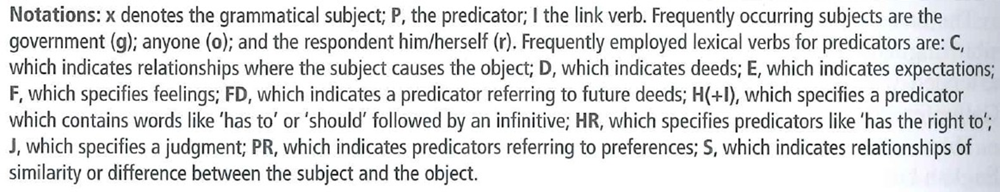 Notations: x denotes the grammatical subject; P, the predicator; I the link verb. Frequently occurring subjects are the
government (g); anyone (o); and the respondent him/herself (r). Frequently employed lexical verbs for predicators are: C,
which indicates relationships where the subject causes the object; D, which indicates deeds; E, which indicates expectations;
F, which specifies feelings; FD, which indicates a predicator referring to future deeds; H(+I), which specifies a predicator
which contains words like ‘has to’ or ‘should’ followed by an infinitive; HR, which specifies predicators like ‘has the right to’;
J, which specifies a judgment; PR, which indicates predicators referring to preferences; S, which indicates relationships of
similarity or difference between the subject and the object.